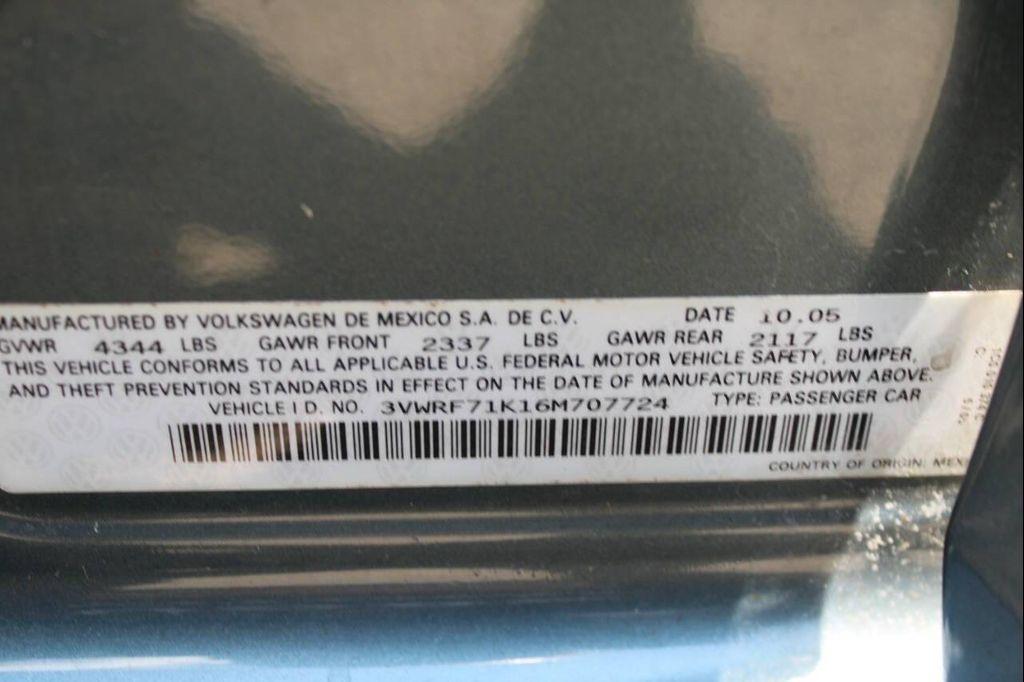 MANUFACTURED BY VOLKSWAGEN DE MEXICO S.A. DE C.V. DATE 10.05
GVWR 4344 LBS GAWR FRONT 2337 LBS GAWR REAR 2117 LBS
THIS VEHICLE CONFORMS TO ALL APPLICABLE U.S. FEDERAL MOTOR VEHICLE SAFETY, BUMPER,
AND THEFT PREVENTION STANDARDS IN EFFECT ON THE DATE OF MANUFACTURE SHOWN ABOVE.
VEHICLE I D. NO. 3VWRF71K16M707724 TYPE: PASSENGER CAR
COUNTRY OF ORIGIN: MEX